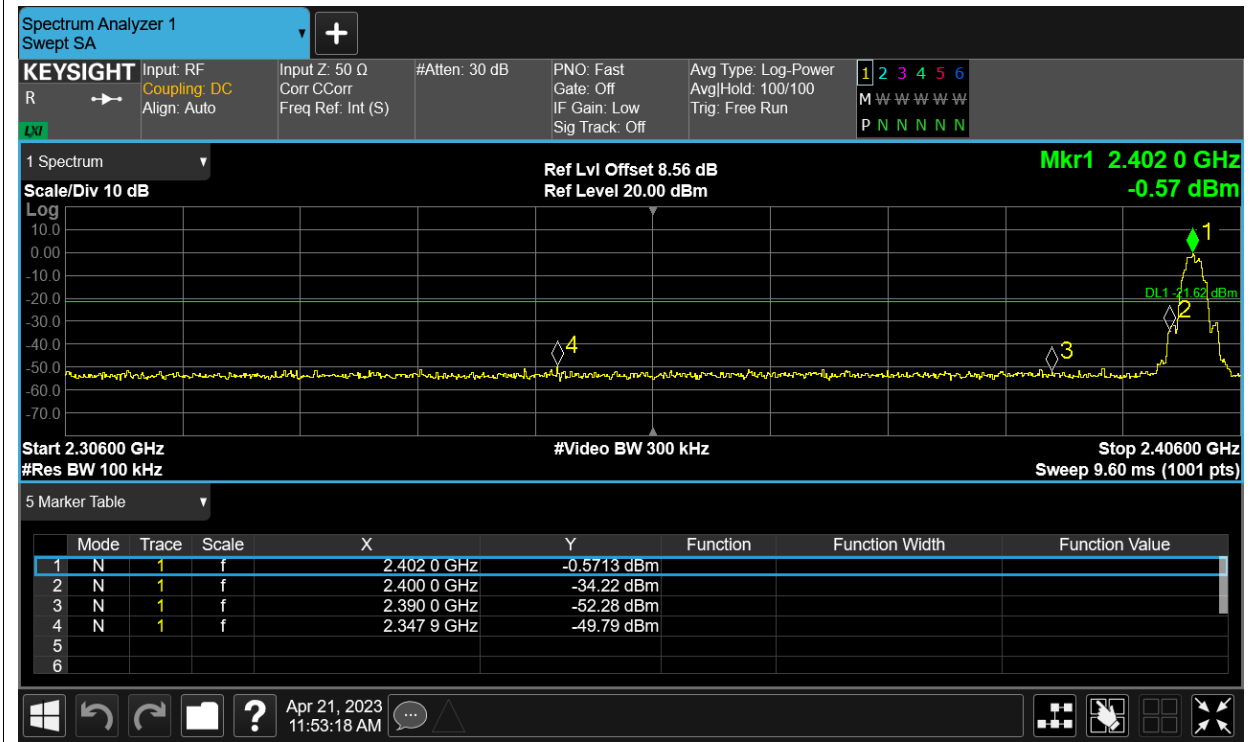 Spectrum Analyzer 1
Swept SA
KEYSIGHT Input: RF Input Z: 50 Ω #Atten: 30 dB PNO: Fast Avg Type: Log-Power 1 2 3 4 5 6
R Coupling: DC Corr CCorr Gate: Off Avg|Hold: 100/100 M W W W W W
Align: Auto Freq Ref: Int (S) IF Gain: Low Trig: Free Run
LXI Sig Track: Off P N N N N N
1 Spectrum Ref Lvl Offset 8.56 dB Mkr1 2.402 0 GHz
Scale/Div 10 dB Ref Level 20.00 dBm -0.57 dBm
Log
10.0 1
0.00
-10.0
-20.0 DL1 -21.62 dBm
-30.0 2
-40.0 4 3
-50.0
-60.0
-70.0
Start 2.30600 GHz #Video BW 300 kHz Stop 2.40600 GHz
#Res BW 100 kHz Sweep 9.60 ms (1001 pts)
5 Marker Table
Mode Trace Scale X Y Function Function Width Function Value
1 N 1 f 2.402 0 GHz -0.5713 dBm
2 N 1 f 2.400 0 GHz -34.22 dBm
3 N 1 f 2.390 0 GHz -52.28 dBm
4 N 1 f 2.347 9 GHz -49.79 dBm
5
6
? Apr 21, 2023
11:53:18 AM